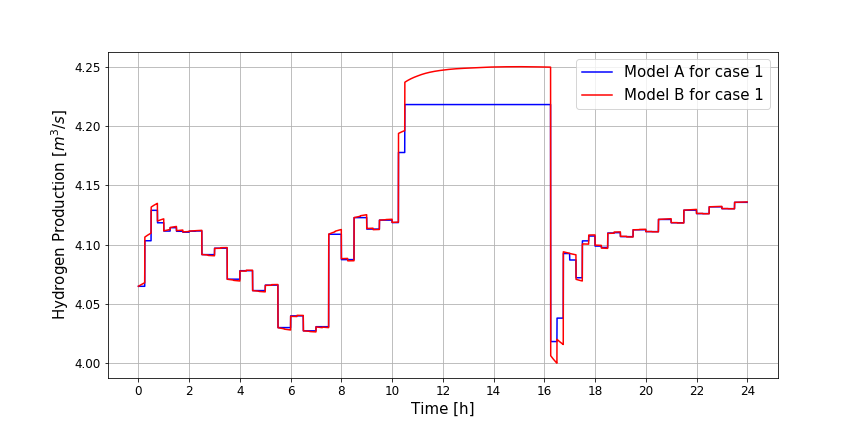 Hydrogen Production [m³/s]
4.25
4.20
4.15
4.10
4.05
4.00
Model A for case 1
Model B for case 1
0 2 4 6 8 10 12 14 16 18 20 22 24
Time [h]